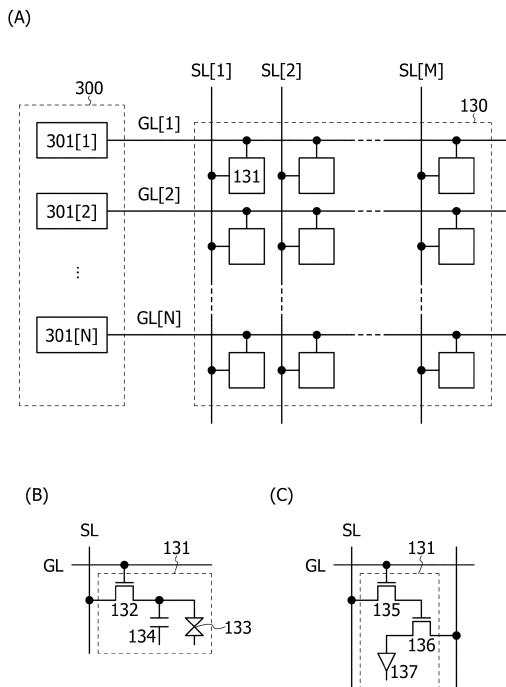 (A)
SL[1] SL[2] SL[M]
300
130
GL[1]
301[1]
131
GL[2]
301[2]
⋮
GL[N]
301[N]
(B) (C)
SL
131
GL
132
134
133
SL
131
GL
135
136
137